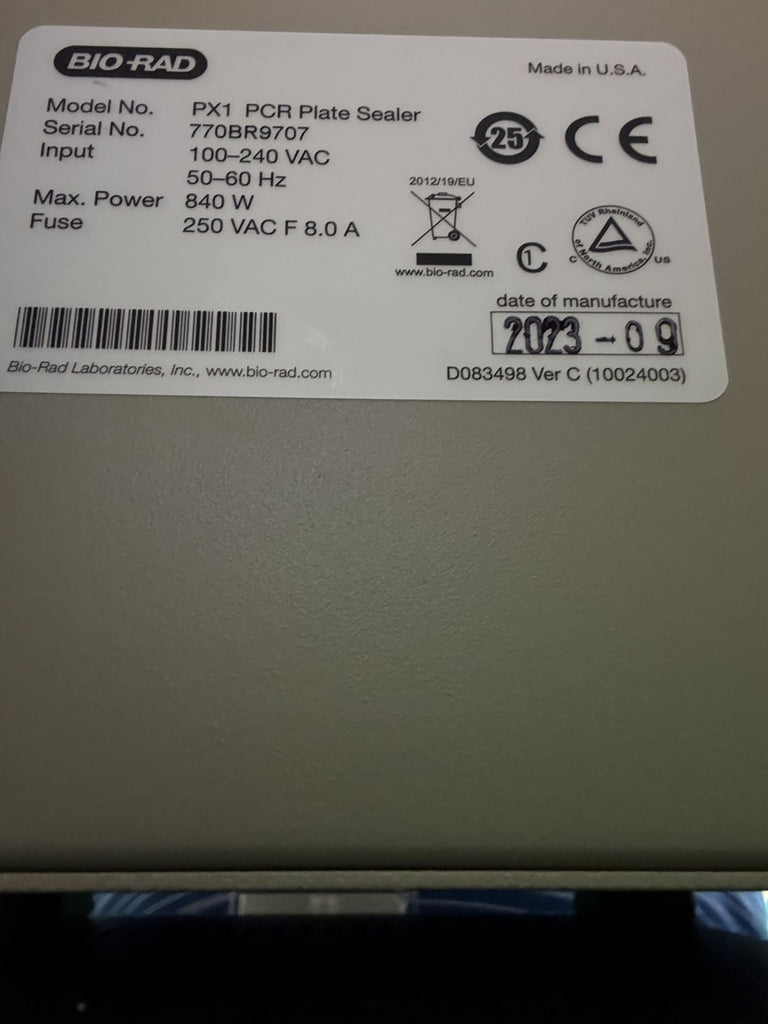 BIO-RAD
Made in U.S.A.
Model No. PX1 PCR Plate Sealer
Serial No. 770BR9707
Input 100–240 VAC
50–60 Hz
Max. Power 840 W
Fuse 250 VAC F 8.0 A
25
CE
2012/19/EU
www.bio-rad.com
C 1
TÜV Rheinland
of North America, Inc.
C US
date of manufacture
2023-09
Bio-Rad Laboratories, Inc., www.bio-rad.com
D083498 Ver C (10024003)